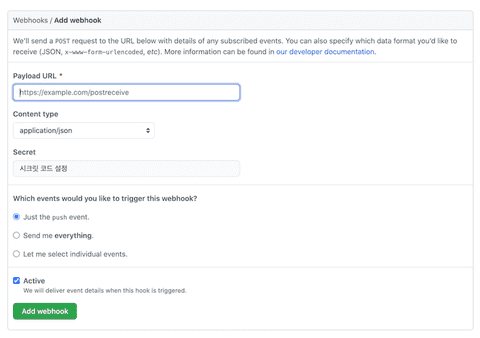 Webhooks / Add webhook
We'll send a POST request to the URL below with details of any subscribed events. You can also specify which data format you'd like to
receive (JSON, x-www-form-urlencoded, etc). More information can be found in our developer documentation.
Payload URL *
https://example.com/postreceive
Content type
application/json
Secret
시크릿 코드 설정
Which events would you like to trigger this webhook?
Just the push event.
Send me everything.
Let me select individual events.
Active
We will deliver event details when this hook is triggered.
Add webhook